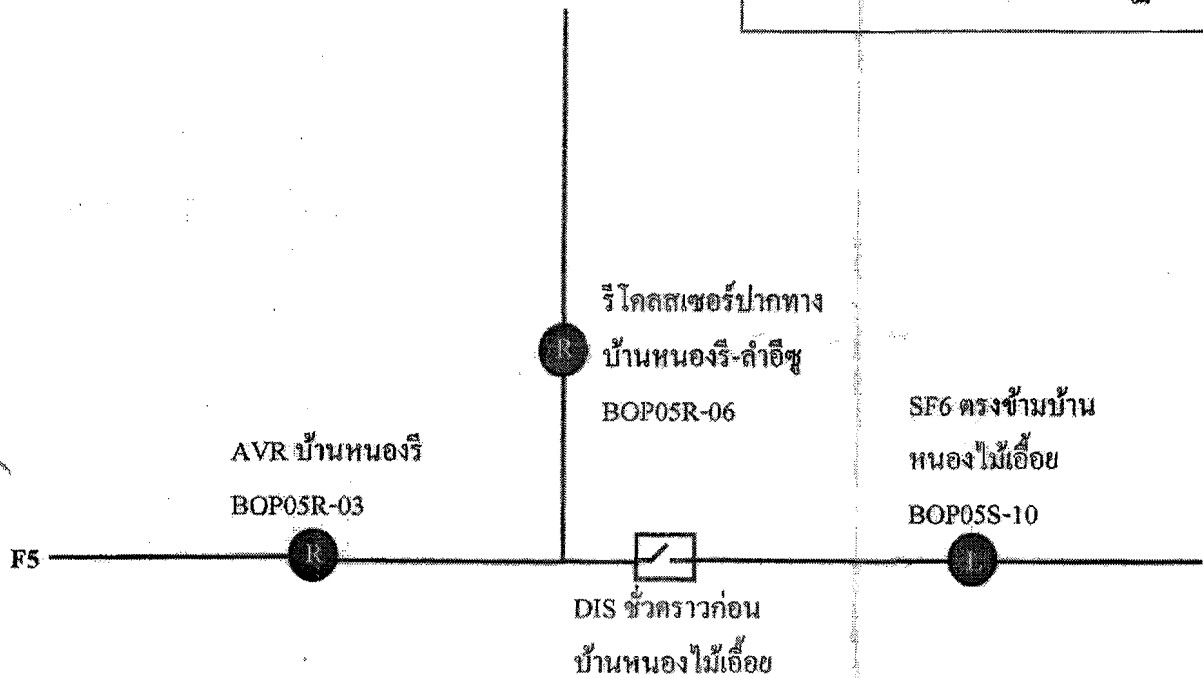 รีโคลสเซอร์ปากทาง
บ้านหนองรี-ลำอีซู
BOP05R-06
R
SF6 ตรงข้ามบ้าน
หนองไม้เอื้อย
BOP05S-10
AVR บ้านหนองรี
BOP05R-03
F5
R
L
DIS ชั่วคราวก่อน
บ้านหนองไม้เอื้อย